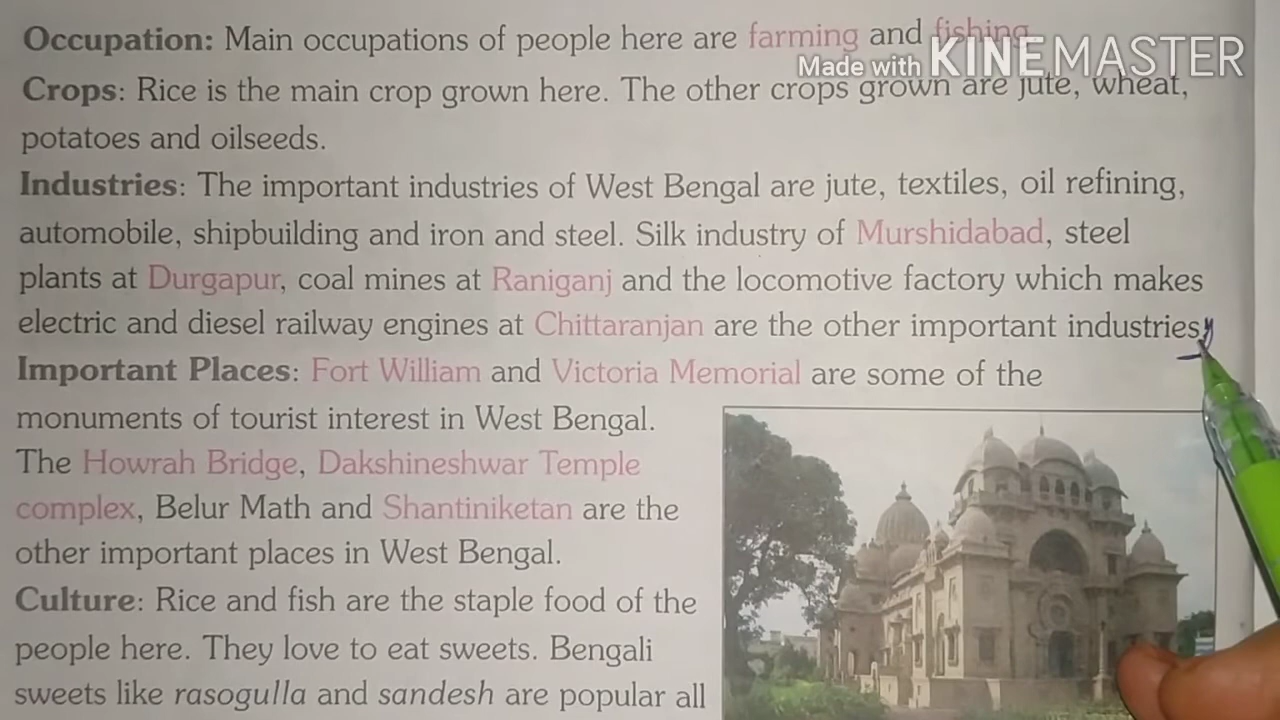 Occupation: Main occupations of people here are farming and fishing
Made with KINEMASTER
Crops: Rice is the main crop grown here. The other crops grown are jute, wheat,
potatoes and oilseeds.
Industries: The important industries of West Bengal are jute, textiles, oil refining,
automobile, shipbuilding and iron and steel. Silk industry of Murshidabad, steel
plants at Durgapur, coal mines at Raniganj and the locomotive factory which makes
electric and diesel railway engines at Chittaranjan are the other important industries.
Important Places: Fort William and Victoria Memorial are some of the
monuments of tourist interest in West Bengal.
The Howrah Bridge, Dakshineshwar Temple
complex, Belur Math and Shantiniketan are the
other important places in West Bengal.
Culture: Rice and fish are the staple food of the
people here. They love to eat sweets. Bengali
sweets like rasogulla and sandesh are popular all